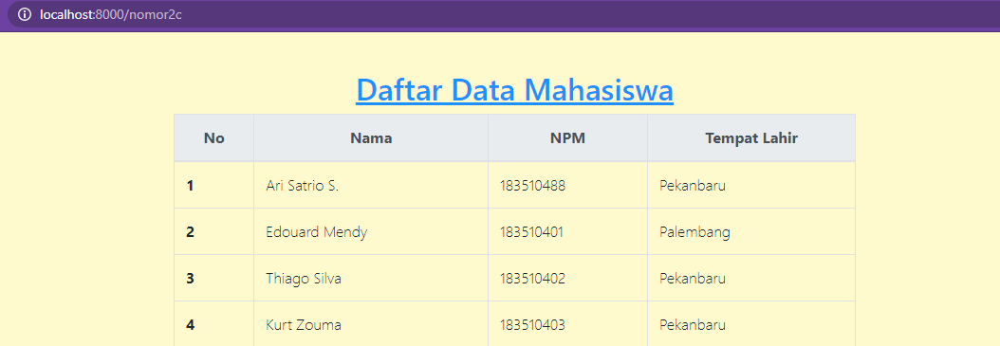 localhost:8000/nomor2c
Daftar Data Mahasiswa
No Nama NPM Tempat Lahir
1 Ari Satrio S. 183510488 Pekanbaru
2 Edouard Mendy 183510401 Palembang
3 Thiago Silva 183510402 Pekanbaru
4 Kurt Zouma 183510403 Pekanbaru